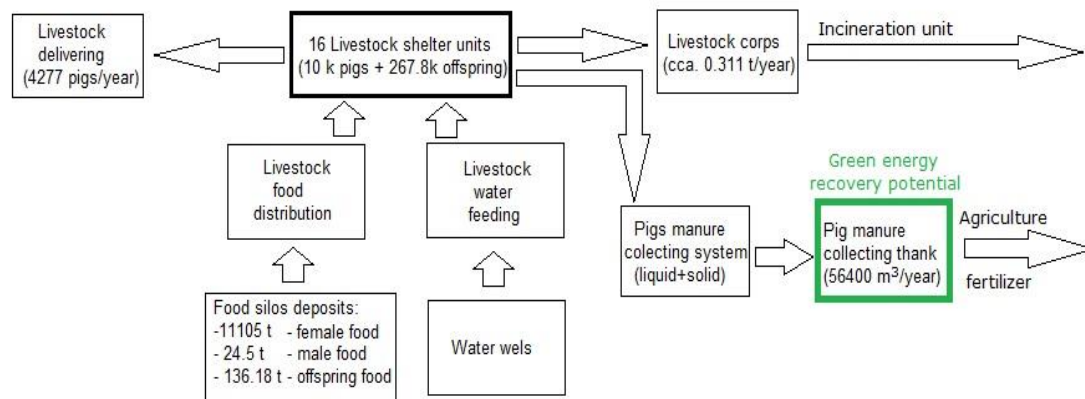 Livestock
delivering
(4277 pigs/year)
16 Livestock shelter units
(10 k pigs + 267.8k offspring)
Livestock corps
(cca. 0.311 t/year)
Incineration unit
Livestock
food
distribution
Livestock
water
feeding
Pigs manure
colecting system
(liquid+solid)
Green energy
recovery potential
Pig manure
collecting thank
(56400 m³/year)
Agriculture
fertilizer
Food silos deposits:
-11105 t - female food
- 24.5 t - male food
- 136.18 t - offspring food
Water wels